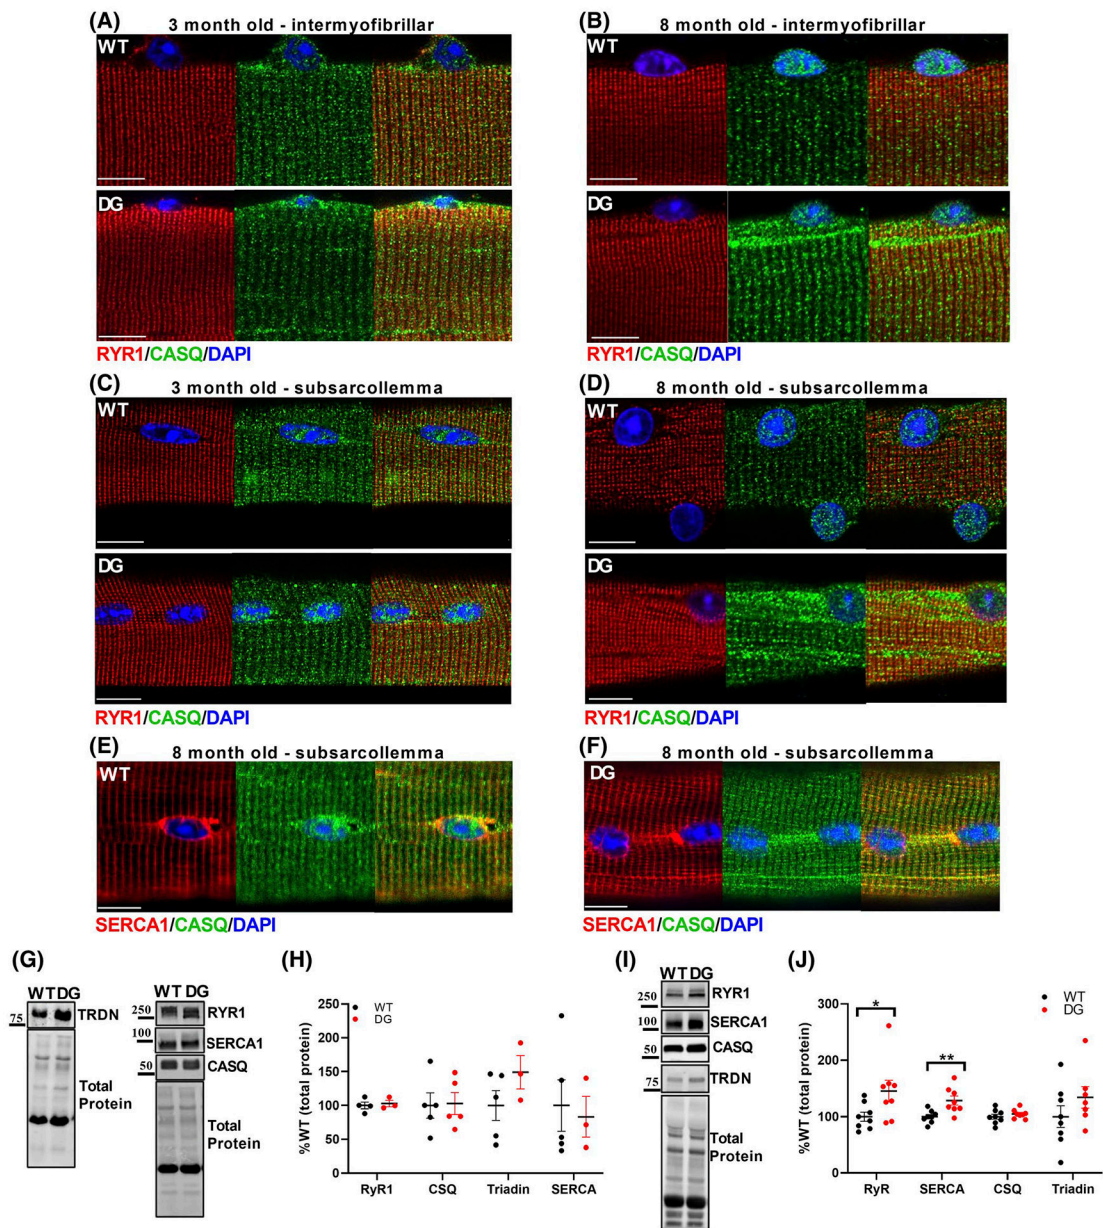 (A)
3 month old - intermyofibrillar
WT
DG
RYR1/CASQ/DAPI
(B)
8 month old - intermyofibrillar
WT
DG
RYR1/CASQ/DAPI
(C)
3 month old - subsarcollemma
WT
DG
RYR1/CASQ/DAPI
(D)
8 month old - subsarcollemma
WT
DG
RYR1/CASQ/DAPI
(E)
8 month old - subsarcollemma
WT
SERCA1/CASQ/DAPI
(F)
8 month old - subsarcollemma
DG
SERCA1/CASQ/DAPI
(G)
WT DG
75
TRDN
Total
Protein
WT DG
250
RYR1
100
SERCA1
50
CASQ
Total
Protein
(H)
%WT (total protein)
250
200
150
100
50
0
WT
DG
RyR1
CSQ
Triadin
SERCA
(I)
WT DG
250
RYR1
100
SERCA1
50
CASQ
75
TRDN
Total
Protein
(J)
%WT (total protein)
300
200
100
0
*
**
WT
DG
RyR
SERCA
CSQ
Triadin